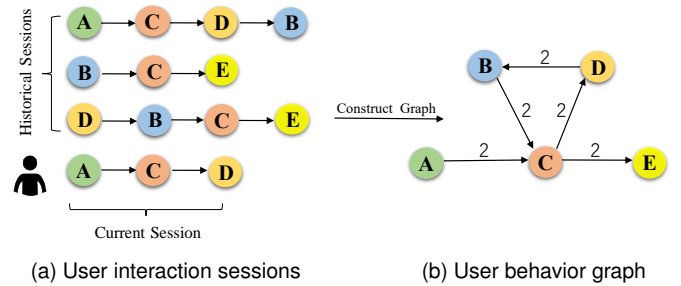 Historical Sessions
A C D B
B C E
D B C E
A C D
Current Session
(a) User interaction sessions
Construct Graph
B 2 D
2 2
A 2 C 2 E
(b) User behavior graph